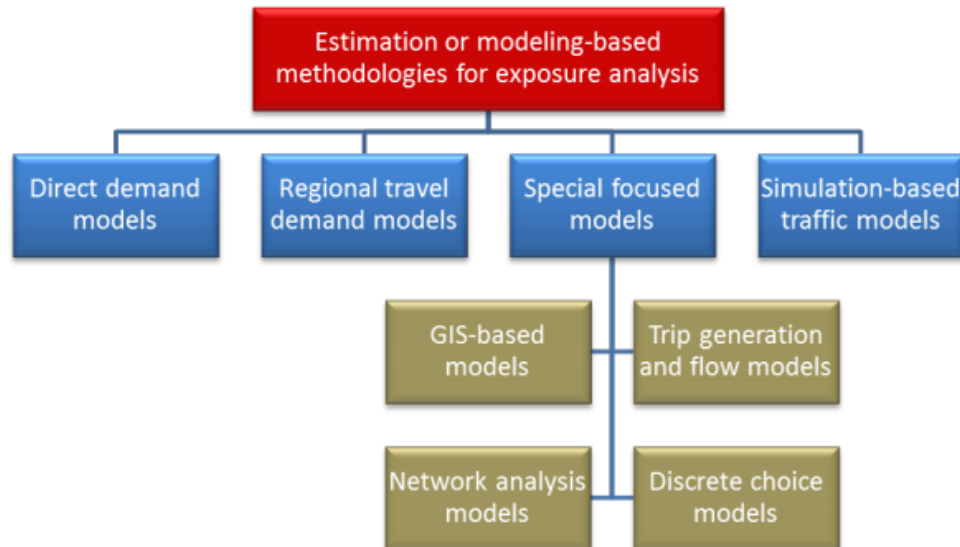 Estimation or modeling-based
methodologies for exposure analysis
Direct demand
models
Regional travel
demand models
Special focused
models
Simulation-based
traffic models
GIS-based
models
Trip generation
and flow models
Network analysis
models
Discrete choice
models